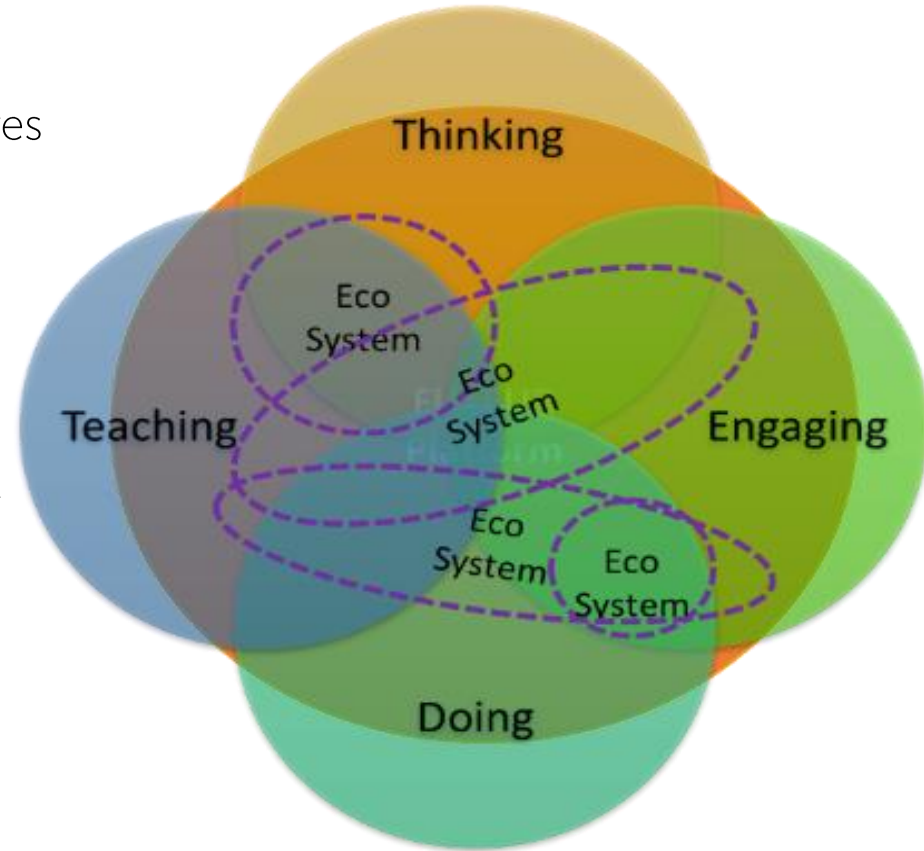 es
Thinking
Eco
System
Eco
System
Teaching
Engaging
Eco
System
Eco
System
Doing